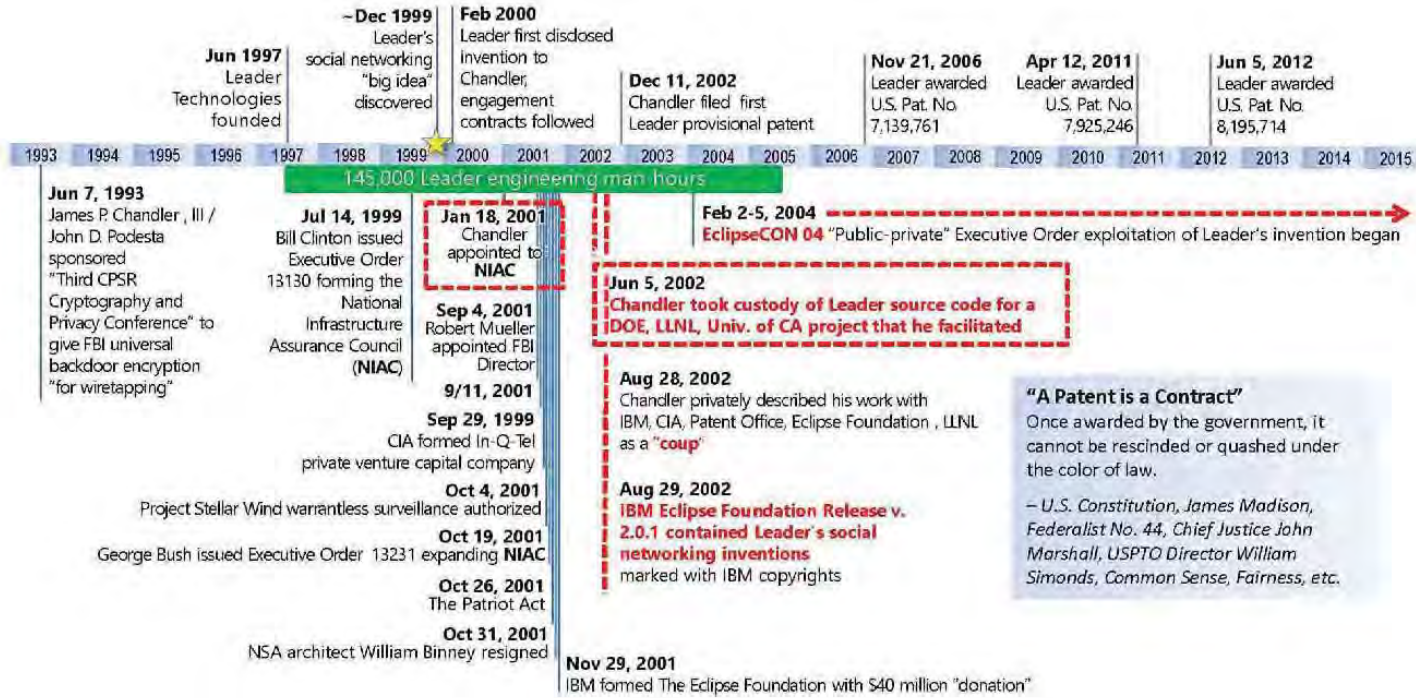 ~Dec 1999
Leader's
social networking
"big idea"
discovered
Feb 2000
Leader first disclosed
invention to
Chandler,
engagement
contracts followed
Jun 1997
Leader
Technologies
founded
Dec 11, 2002
Chandler filed first
Leader provisional patent
Nov 21, 2006
Leader awarded
U.S. Pat. No.
7,139,761
Apr 12, 2011
Leader awarded
U.S. Pat. No.
7,925,246
Jun 5, 2012
Leader awarded
U.S. Pat. No.
8,195,714
1993 1994 1995 1996 1997 1998 1999 2000 2001 2002 2003 2004 2005 2006 2007 2008 2009 2010 2011 2012 2013 2014 2015
145,000 Leader engineering man-hours
Jun 7, 1993
James P. Chandler, III /
John D. Podesta
sponsored
"Third CPSR
Cryptography and
Privacy Conference" to
give FBI universal
backdoor encryption
"for wiretapping"
Jul 14, 1999
Bill Clinton issued
Executive Order
13130 forming the
National
Infrastructure
Assurance Council
(NIAC)
Jan 18, 2001
Chandler
appointed to
NIAC
Sep 4, 2001
Robert Mueller
appointed FBI
Director
9/11, 2001
Sep 29, 1999
CIA formed In-Q-Tel
private venture capital company
Oct 4, 2001
Project Stellar Wind warrantless surveillance authorized
Oct 19, 2001
George Bush issued Executive Order 13231 expanding NIAC
Oct 26, 2001
The Patriot Act
Oct 31, 2001
NSA architect William Binney resigned
Nov 29, 2001
IBM formed The Eclipse Foundation with $40 million "donation"
Feb 2-5, 2004
EclipseCON 04 "Public-private" Executive Order exploitation of Leader's invention began
Jun 5, 2002
Chandler took custody of Leader source code for a
DOE, LLNL, Univ. of CA project that he facilitated
Aug 28, 2002
Chandler privately described his work with
IBM, CIA, Patent Office, Eclipse Foundation , LLNL
as a "coup"
Aug 29, 2002
IBM Eclipse Foundation Release v.
2.0.1 contained Leader's social
networking inventions
marked with IBM copyrights
"A Patent is a Contract"
Once awarded by the government, it
cannot be rescinded or quashed under
the color of law.
– U.S. Constitution, James Madison,
Federalist No. 44, Chief Justice John
Marshall, USPTO Director William
Simonds, Common Sense, Fairness, etc.